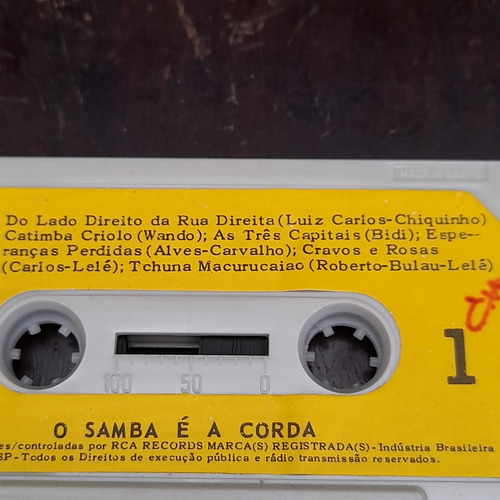 MADE IN BRAZIL
Do Lado Direito da Rua Direita (Luiz Carlos-Chiquinho)
Catimba Criolo (Wando); As Três Capitais (Bidi); Espe-
ranças Perdidas (Alves-Carvalho); Cravos e Rosas
(Carlos-Lelé); Tchuna Macurucaiao (Roberto-Bulau-Lelé)
1
100 50 0
O SAMBA É A CORDA
es/controladas por RCA RECORDS MARCA(S) REGISTRADA(S)- Indústria Brasileira
SP - Todos os Direitos de execução pública e rádio transmissão reservados.